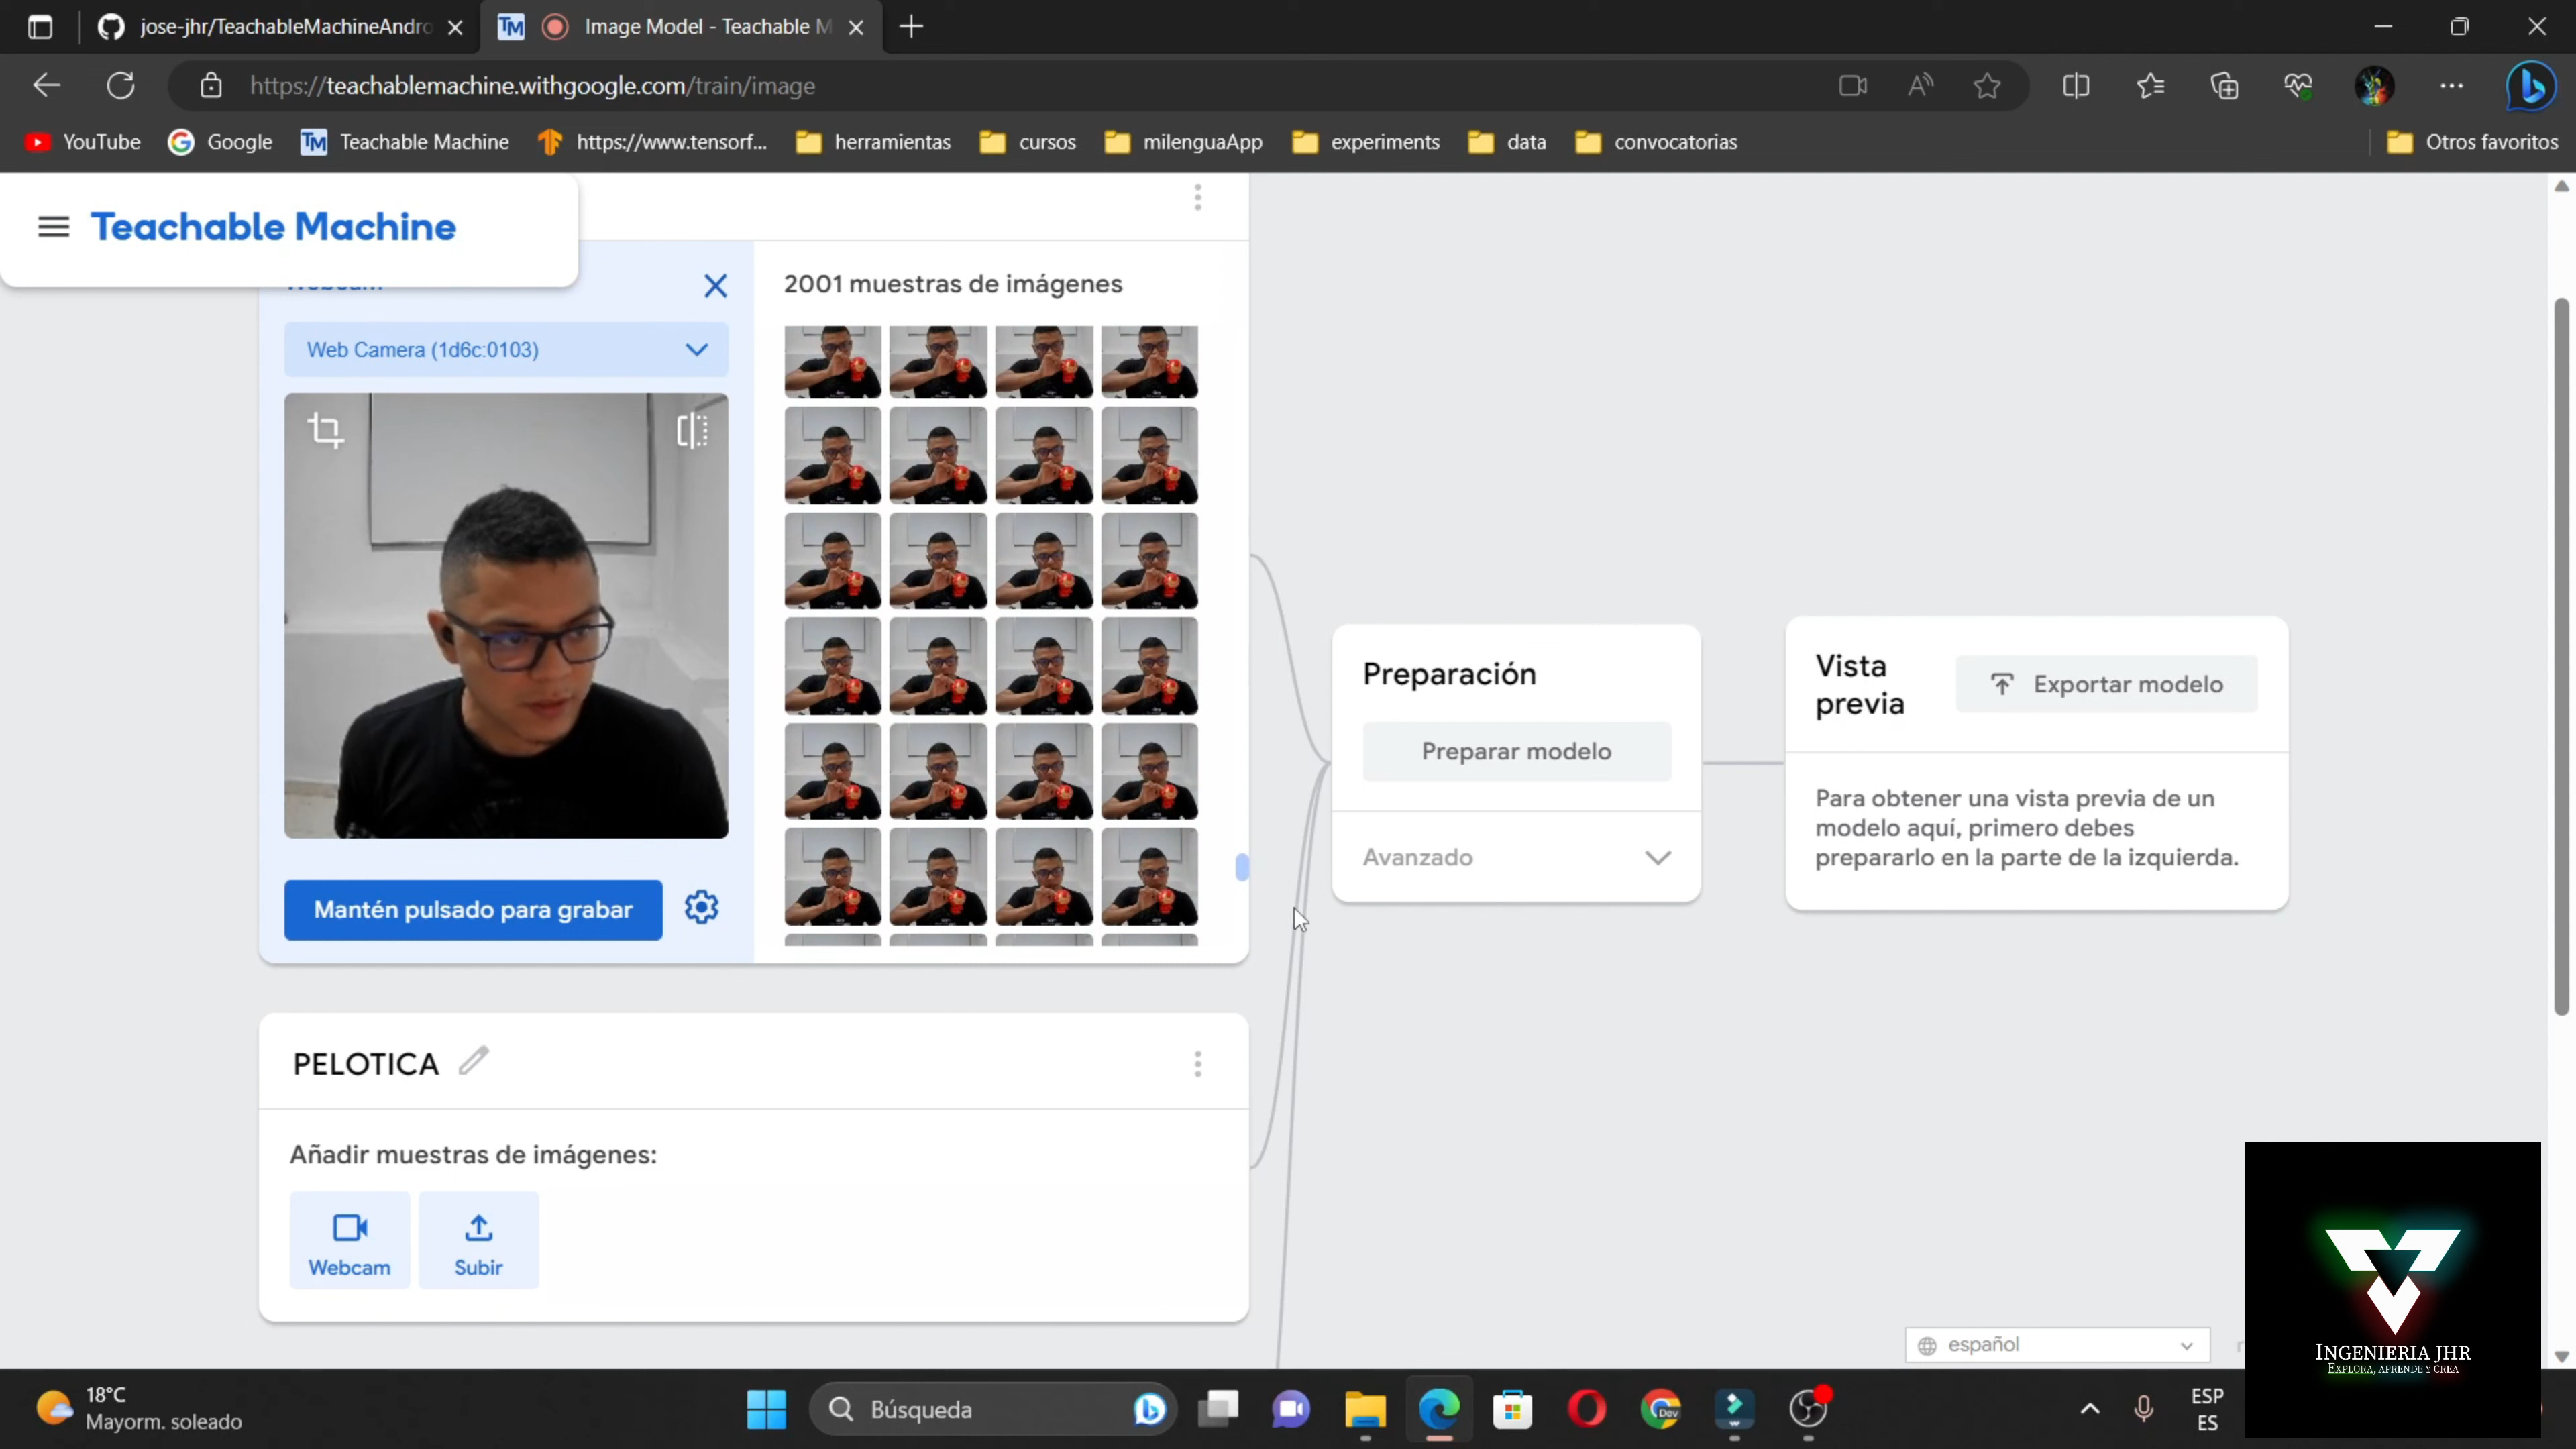 jose-jhr/TeachableMachineAndro
Image Model - Teachable M
https://teachablemachine.withgoogle.com/train/image
YouTube
Google
Teachable Machine
https://www.tensorf...
herramientas
cursos
milenguaApp
experiments
data
convocatorias
Otros favoritos
Teachable Machine
2001 muestras de imágenes
Web Camera (1d6c:0103)
Mantén pulsado para grabar
Preparación
Preparar modelo
Avanzado
Vista
previa
Exportar modelo
Para obtener una vista previa de un
modelo aquí, primero debes
prepararlo en la parte de la izquierda.
PELOTICA
Añadir muestras de imágenes:
Webcam
Subir
español
INGENIERIA JHR
EXPLORA, APRENDE Y CREA
18°C
Mayorm. soleado
Búsqueda
Dev
ESP
ES